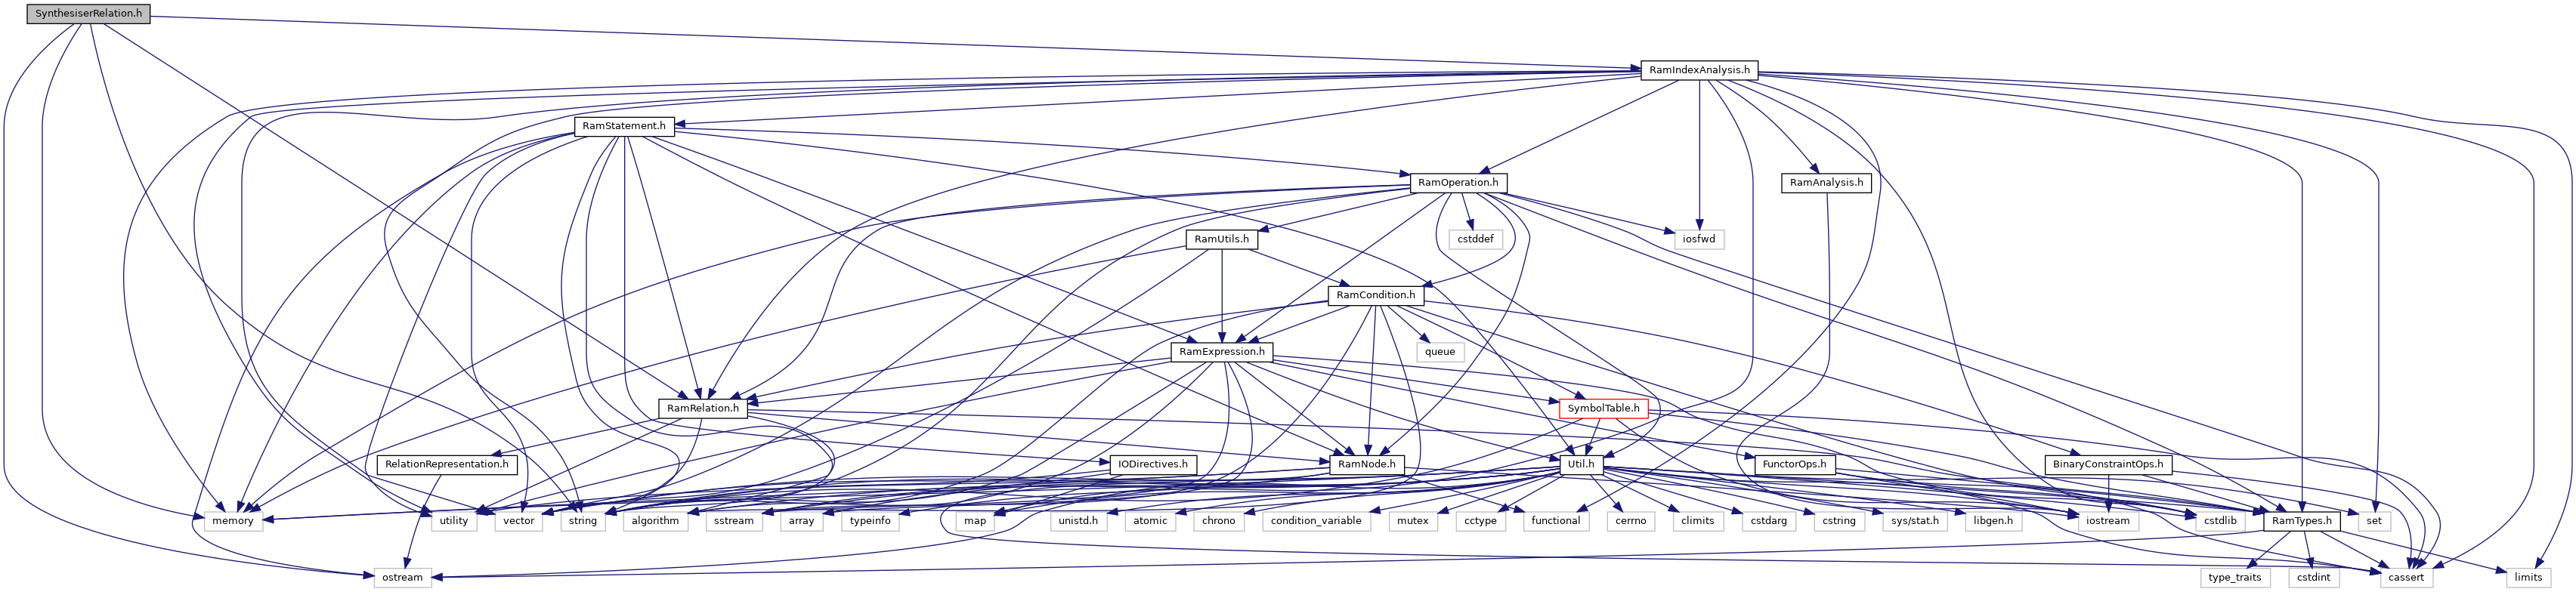 SynthesiserRelation.h
RamIndexAnalysis.h
RamStatement.h
RamOperation.h
RamAnalysis.h
RamUtils.h
cstddef
iosfwd
RamCondition.h
RamExpression.h
queue
RamRelation.h
SymbolTable.h
RelationRepresentation.h
IODirectives.h
RamNode.h
Util.h
FunctorOps.h
BinaryConstraintOps.h
memory
utility
vector
string
algorithm
sstream
array
typeinfo
map
unistd.h
atomic
chrono
condition_variable
mutex
cctype
functional
cerrno
climits
cstdarg
cstring
sys/stat.h
libgen.h
iostream
cstdlib
RamTypes.h
set
ostream
type_traits
cstdint
cassert
limits